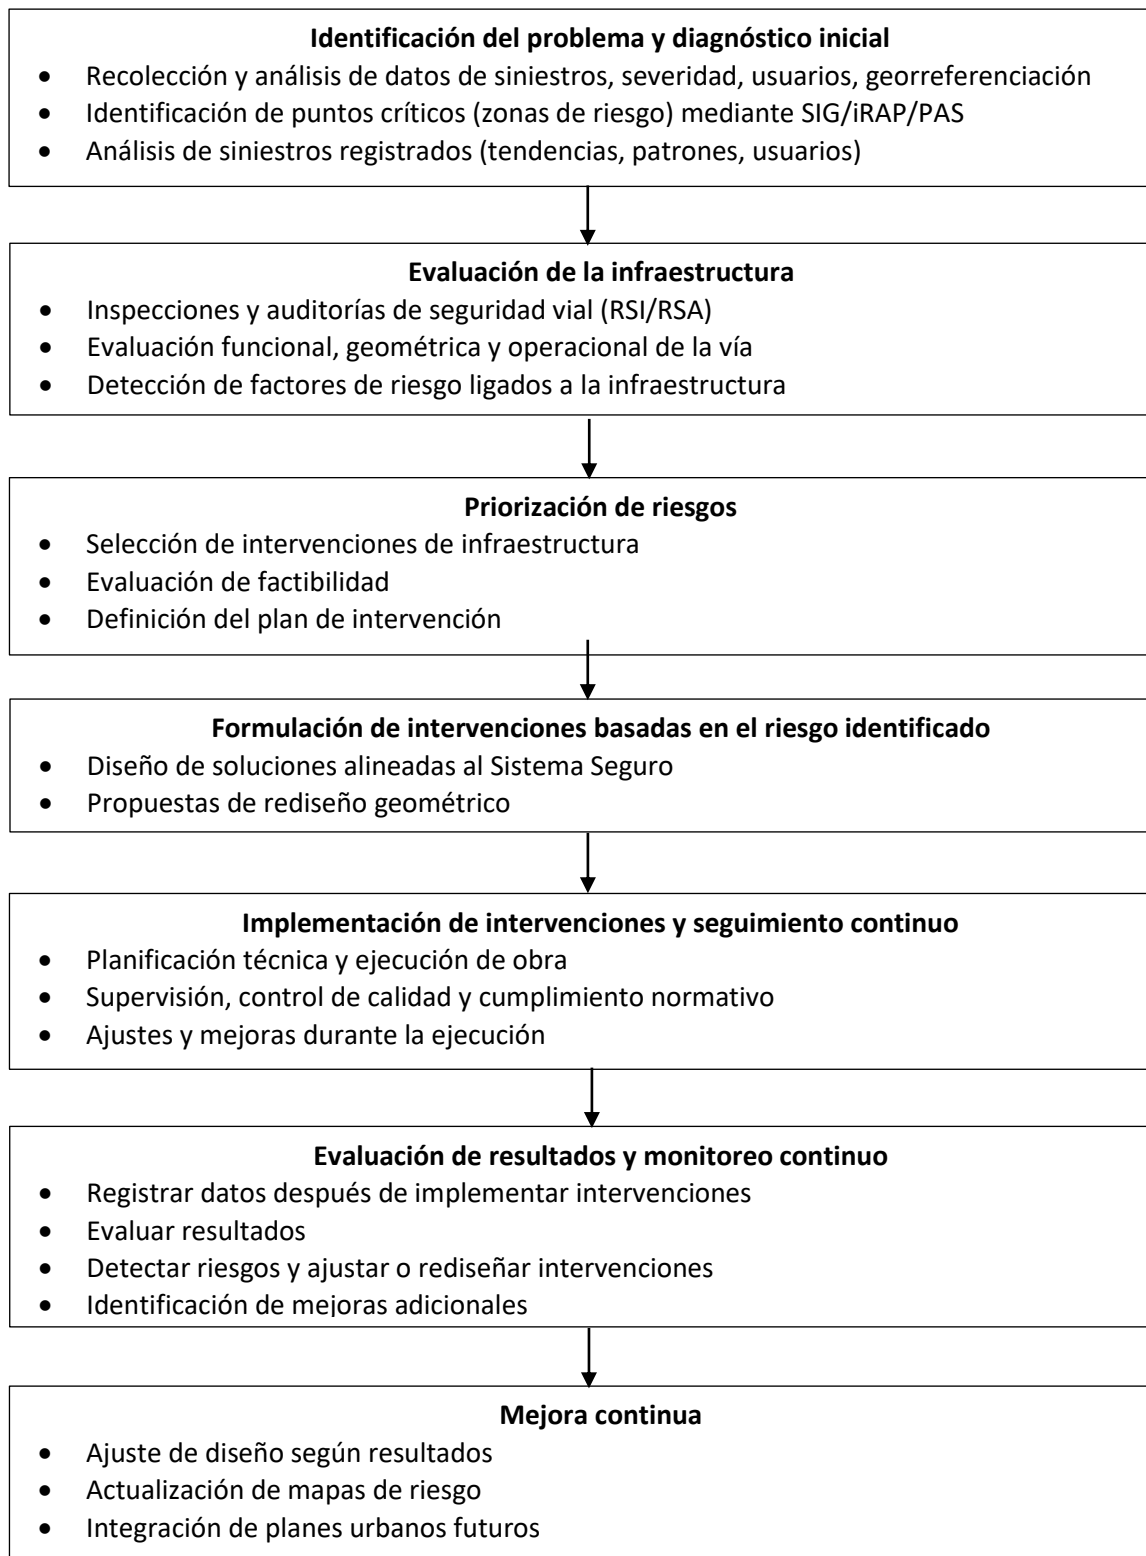 Identificación del problema y diagnóstico inicial
• Recolección y análisis de datos de siniestros, severidad, usuarios, georreferenciación
• Identificación de puntos críticos (zonas de riesgo) mediante SIG/iRAP/PAS
• Análisis de siniestros registrados (tendencias, patrones, usuarios)
Evaluación de la infraestructura
• Inspecciones y auditorías de seguridad vial (RSI/RSA)
• Evaluación funcional, geométrica y operacional de la vía
• Detección de factores de riesgo ligados a la infraestructura
Priorización de riesgos
• Selección de intervenciones de infraestructura
• Evaluación de factibilidad
• Definición del plan de intervención
Formulación de intervenciones basadas en el riesgo identificado
• Diseño de soluciones alineadas al Sistema Seguro
• Propuestas de rediseño geométrico
Implementación de intervenciones y seguimiento continuo
• Planificación técnica y ejecución de obra
• Supervisión, control de calidad y cumplimiento normativo
• Ajustes y mejoras durante la ejecución
Evaluación de resultados y monitoreo continuo
• Registrar datos después de implementar intervenciones
• Evaluar resultados
• Detectar riesgos y ajustar o rediseñar intervenciones
• Identificación de mejoras adicionales
Mejora continua
• Ajuste de diseño según resultados
• Actualización de mapas de riesgo
• Integración de planes urbanos futuros